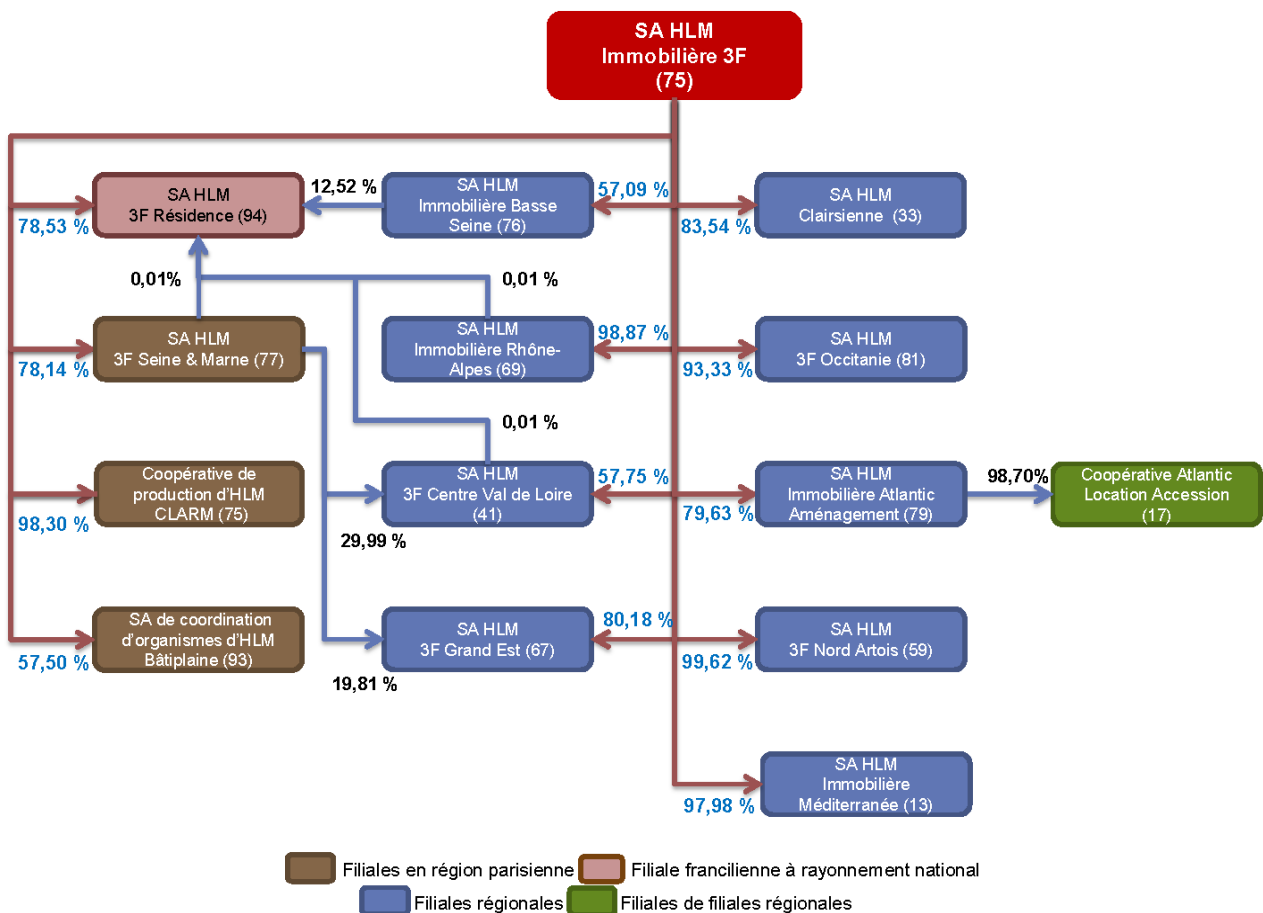 SA HLM
Immobilière 3F
(75)
SA HLM
3F Résidence (94)
12,52 %
SA HLM
Immobilière Basse
Seine (76)
57,09 %
SA HLM
Clairsienne (33)
78,53 %
83,54 %
0,01%
0,01 %
SA HLM
3F Seine & Marne (77)
SA HLM
Immobilière Rhône-
Alpes (69)
98,87 %
SA HLM
3F Occitanie (81)
78,14 %
93,33 %
0,01 %
Coopérative de
production d'HLM
CLARM (75)
SA HLM
3F Centre Val de Loire
(41)
57,75 %
SA HLM
Immobilière Atlantic
Aménagement (79)
98,70%
Coopérative Atlantic
Location Accession
(17)
98,30 %
29,99 %
79,63 %
SA de coordination
d'organismes d'HLM
Bâtiplaine (93)
SA HLM
3F Grand Est (67)
80,18 %
SA HLM
3F Nord Artois (59)
57,50 %
19,81 %
99,62 %
SA HLM
Immobilière
Méditerranée (13)
97,98 %
Filiales en région parisienne
Filiale francilienne à rayonnement national
Filiales régionales
Filiales de filiales régionales